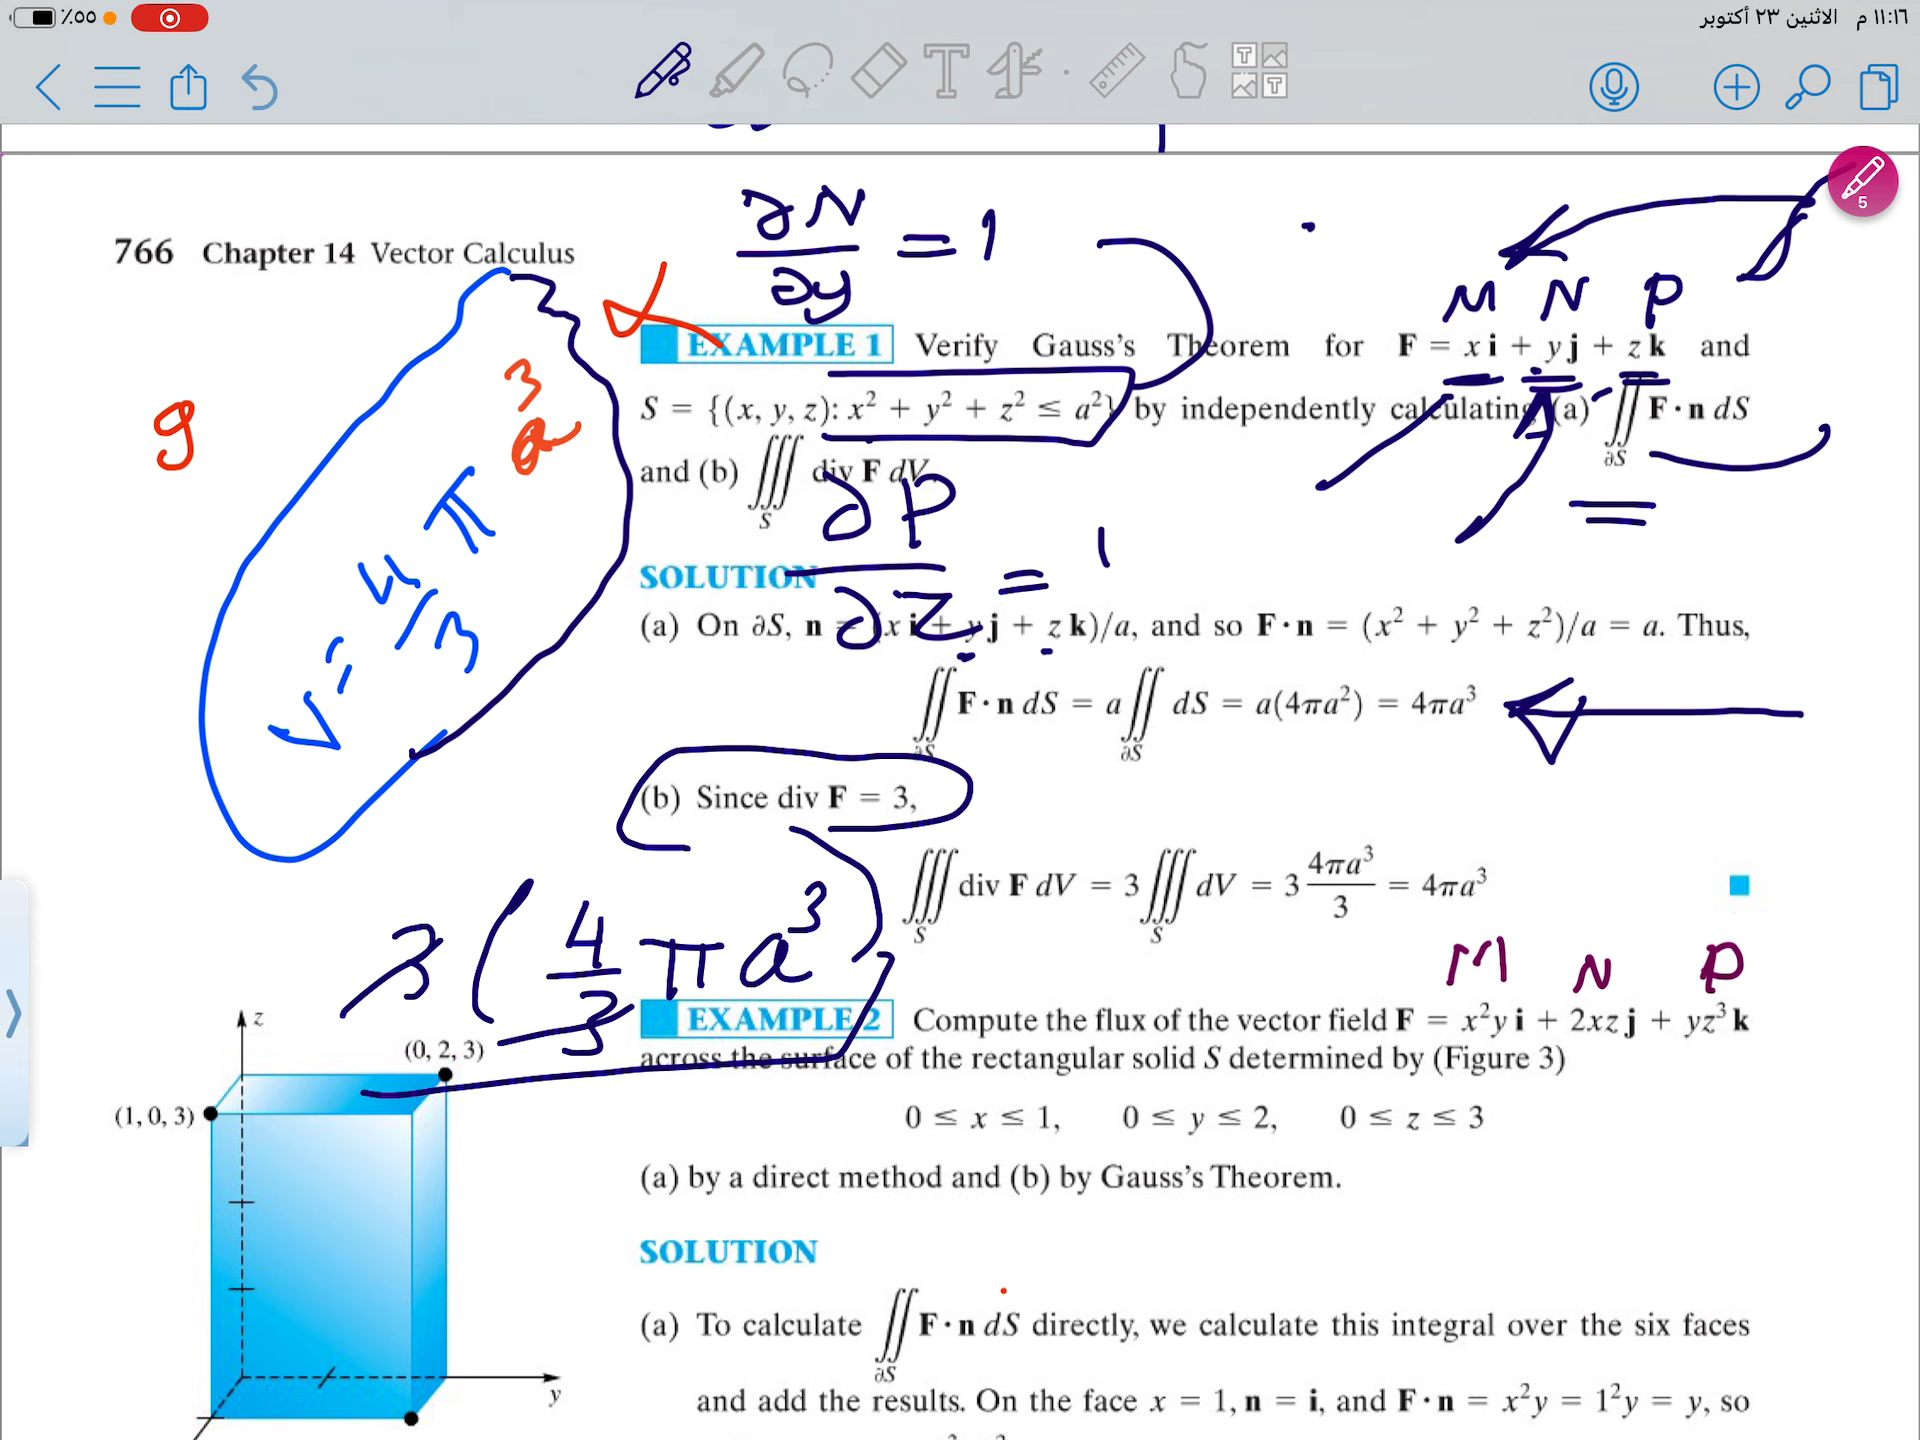 ٪٥٥
١١:١٦ م الاثنين ٢٣ أكتوبر
5
766 Chapter 14 Vector Calculus
∂N/∂y = 1
M N P
EXAMPLE 1 Verify Gauss's Theorem for F = x i + y j + z k and
S = {(x, y, z): x² + y² + z² ≤ a²} by independently calculating (a) ∬_∂S F · n dS
and (b) ∭_S div F dV.
g
V = 4/3 π a³
∂P/∂z = 1
SOLUTION
(a) On ∂S, n = (x i + y j + z k)/a, and so F · n = (x² + y² + z²)/a = a. Thus,
∬_∂S F · n dS = a ∬_∂S dS = a(4πa²) = 4πa³
(b) Since div F = 3,
∭_S div F dV = 3 ∭_S dV = 3 4πa³/3 = 4πa³
3 ( 4/3 π a³
M N P
EXAMPLE 2 Compute the flux of the vector field F = x²y i + 2xz j + yz³ k
across the surface of the rectangular solid S determined by (Figure 3)
0 ≤ x ≤ 1, 0 ≤ y ≤ 2, 0 ≤ z ≤ 3
(a) by a direct method and (b) by Gauss's Theorem.
z
(0, 2, 3)
(1, 0, 3)
y
SOLUTION
(a) To calculate ∬_∂S F · n dS directly, we calculate this integral over the six faces
and add the results. On the face x = 1, n = i, and F · n = x²y = 1²y = y, so